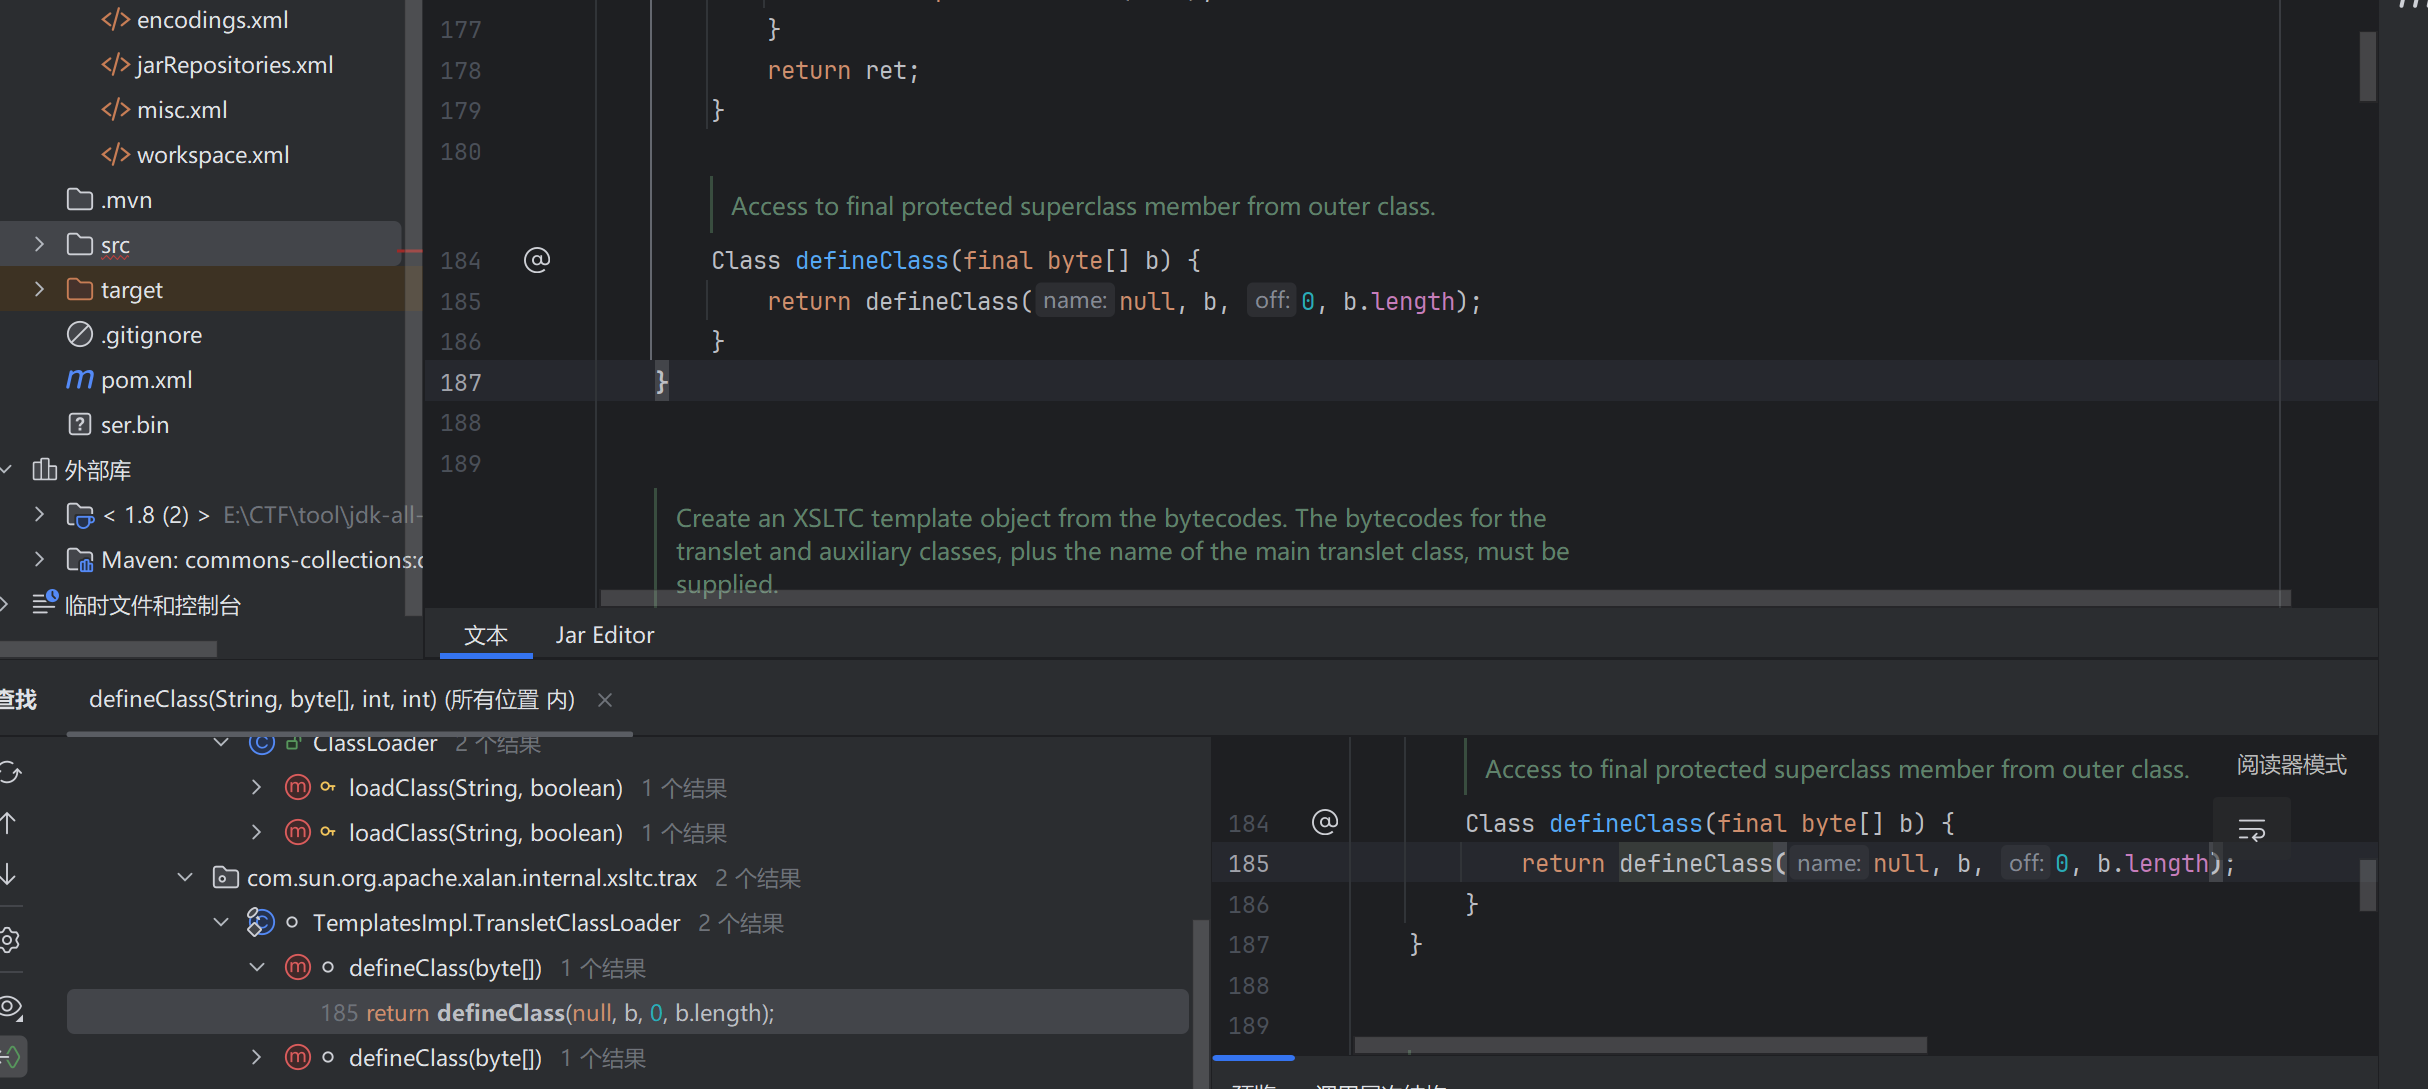 encodings.xml
jarRepositories.xml
misc.xml
workspace.xml
.mvn
src
target
.gitignore
pom.xml
ser.bin
外部库
< 1.8 (2) > E:\CTF\tool\jdk-all-
Maven: commons-collections:c
临时文件和控制台
177 }
178 return ret;
179 }
180
Access to final protected superclass member from outer class.
184 @ Class defineClass(final byte[] b) {
185 return defineClass( name: null, b, off: 0, b.length);
186 }
187 }
188
189
Create an XSLTC template object from the bytecodes. The bytecodes for the
translet and auxiliary classes, plus the name of the main translet class, must be
supplied.
文本 Jar Editor
查找 defineClass(String, byte[], int, int) (所有位置 内)
ClassLoader 2 个结果
loadClass(String, boolean) 1 个结果
loadClass(String, boolean) 1 个结果
com.sun.org.apache.xalan.internal.xsltc.trax 2 个结果
TemplatesImpl.TransletClassLoader 2 个结果
defineClass(byte[]) 1 个结果
185 return defineClass(null, b, 0, b.length);
defineClass(byte[]) 1 个结果
Access to final protected superclass member from outer class.
阅读器模式
184 @ Class defineClass(final byte[] b) {
185 return defineClass( name: null, b, off: 0, b.length);
186 }
187 }
188
189